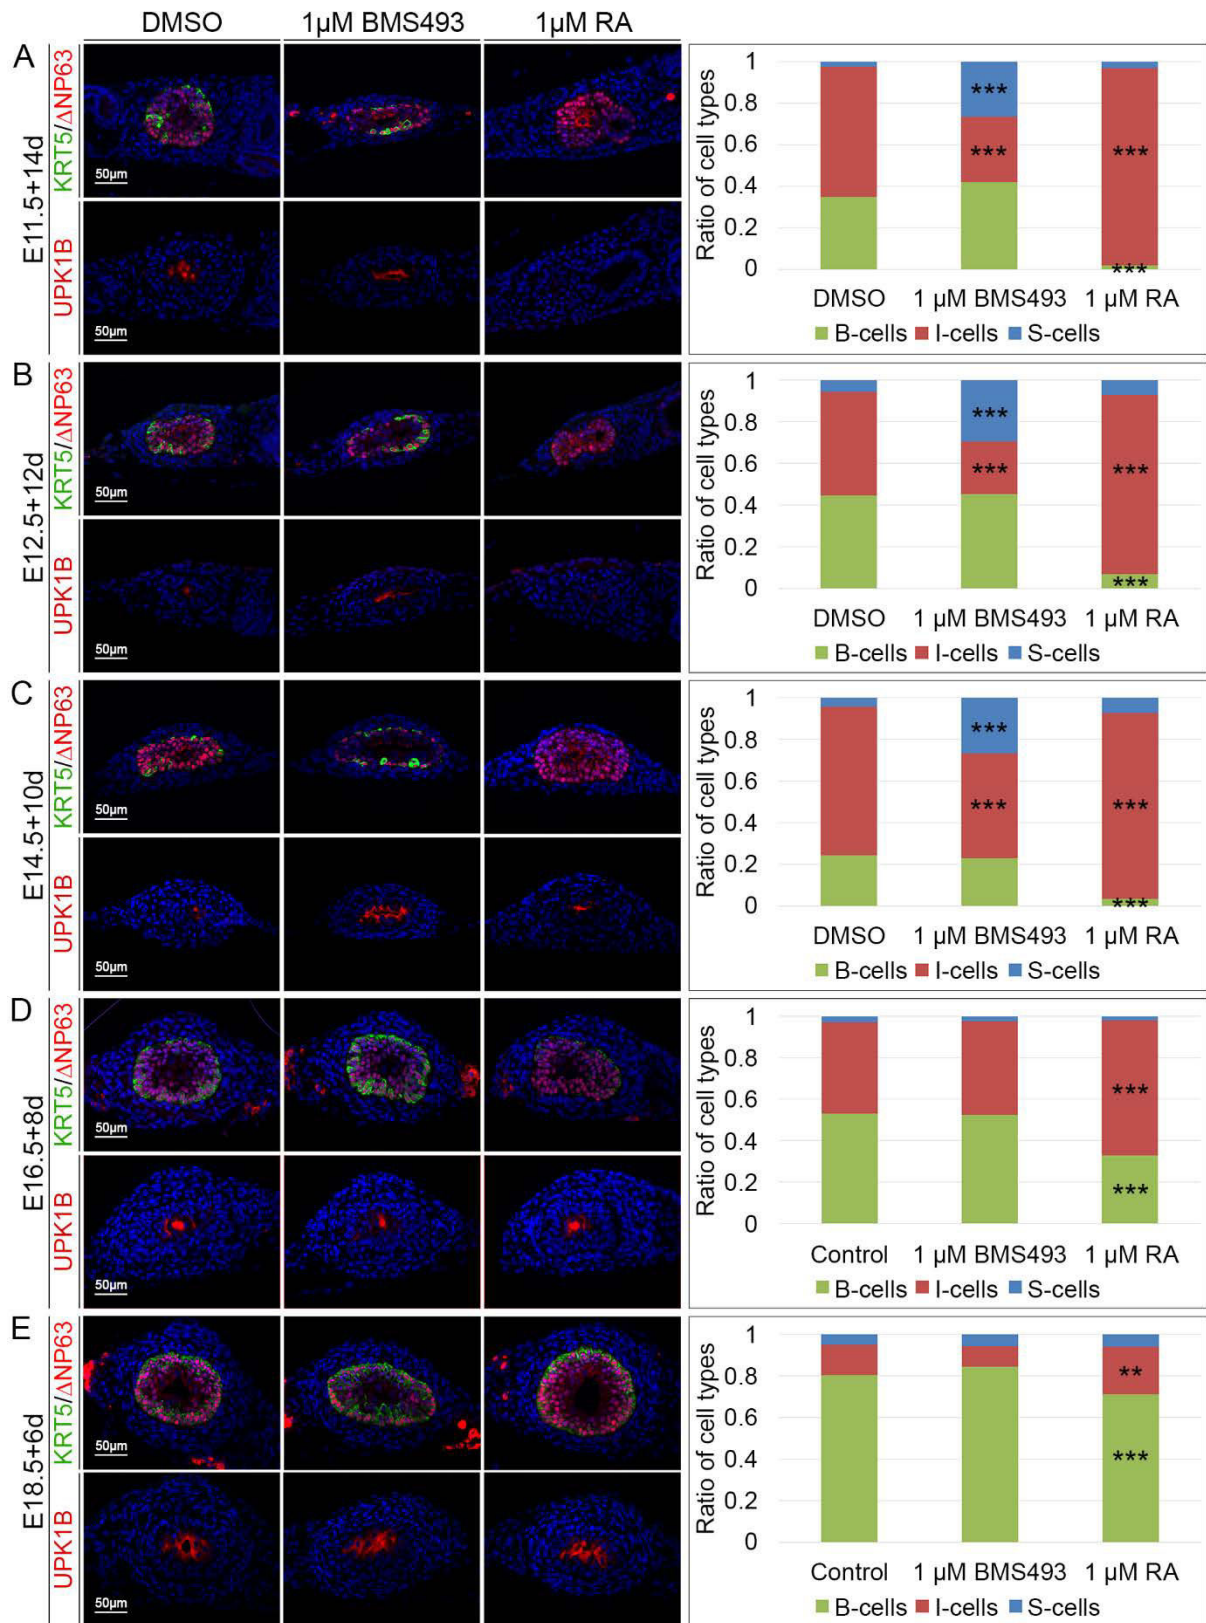 DMSO 1µM BMS493 1µM RA
A
E11.5+14d
KRT5/ΔNP63
50µm
UPK1B
50µm
Ratio of cell types
1
0.8
0.6
0.4
0.2
0
***
***
***
***
DMSO 1 µM BMS493 1 µM RA
B-cells I-cells S-cells
B
E12.5+12d
KRT5/ΔNP63
50µm
UPK1B
50µm
Ratio of cell types
1
0.8
0.6
0.4
0.2
0
***
***
***
***
DMSO 1 µM BMS493 1 µM RA
B-cells I-cells S-cells
C
E14.5+10d
KRT5/ΔNP63
50µm
UPK1B
50µm
Ratio of cell types
1
0.8
0.6
0.4
0.2
0
***
***
***
***
DMSO 1 µM BMS493 1 µM RA
B-cells I-cells S-cells
D
E16.5+8d
KRT5/ΔNP63
50µm
UPK1B
50µm
Ratio of cell types
1
0.8
0.6
0.4
0.2
0
***
***
Control 1 µM BMS493 1 µM RA
B-cells I-cells S-cells
E
E18.5+6d
KRT5/ΔNP63
50µm
UPK1B
50µm
Ratio of cell types
1
0.8
0.6
0.4
0.2
0
**
***
Control 1 µM BMS493 1 µM RA
B-cells I-cells S-cells